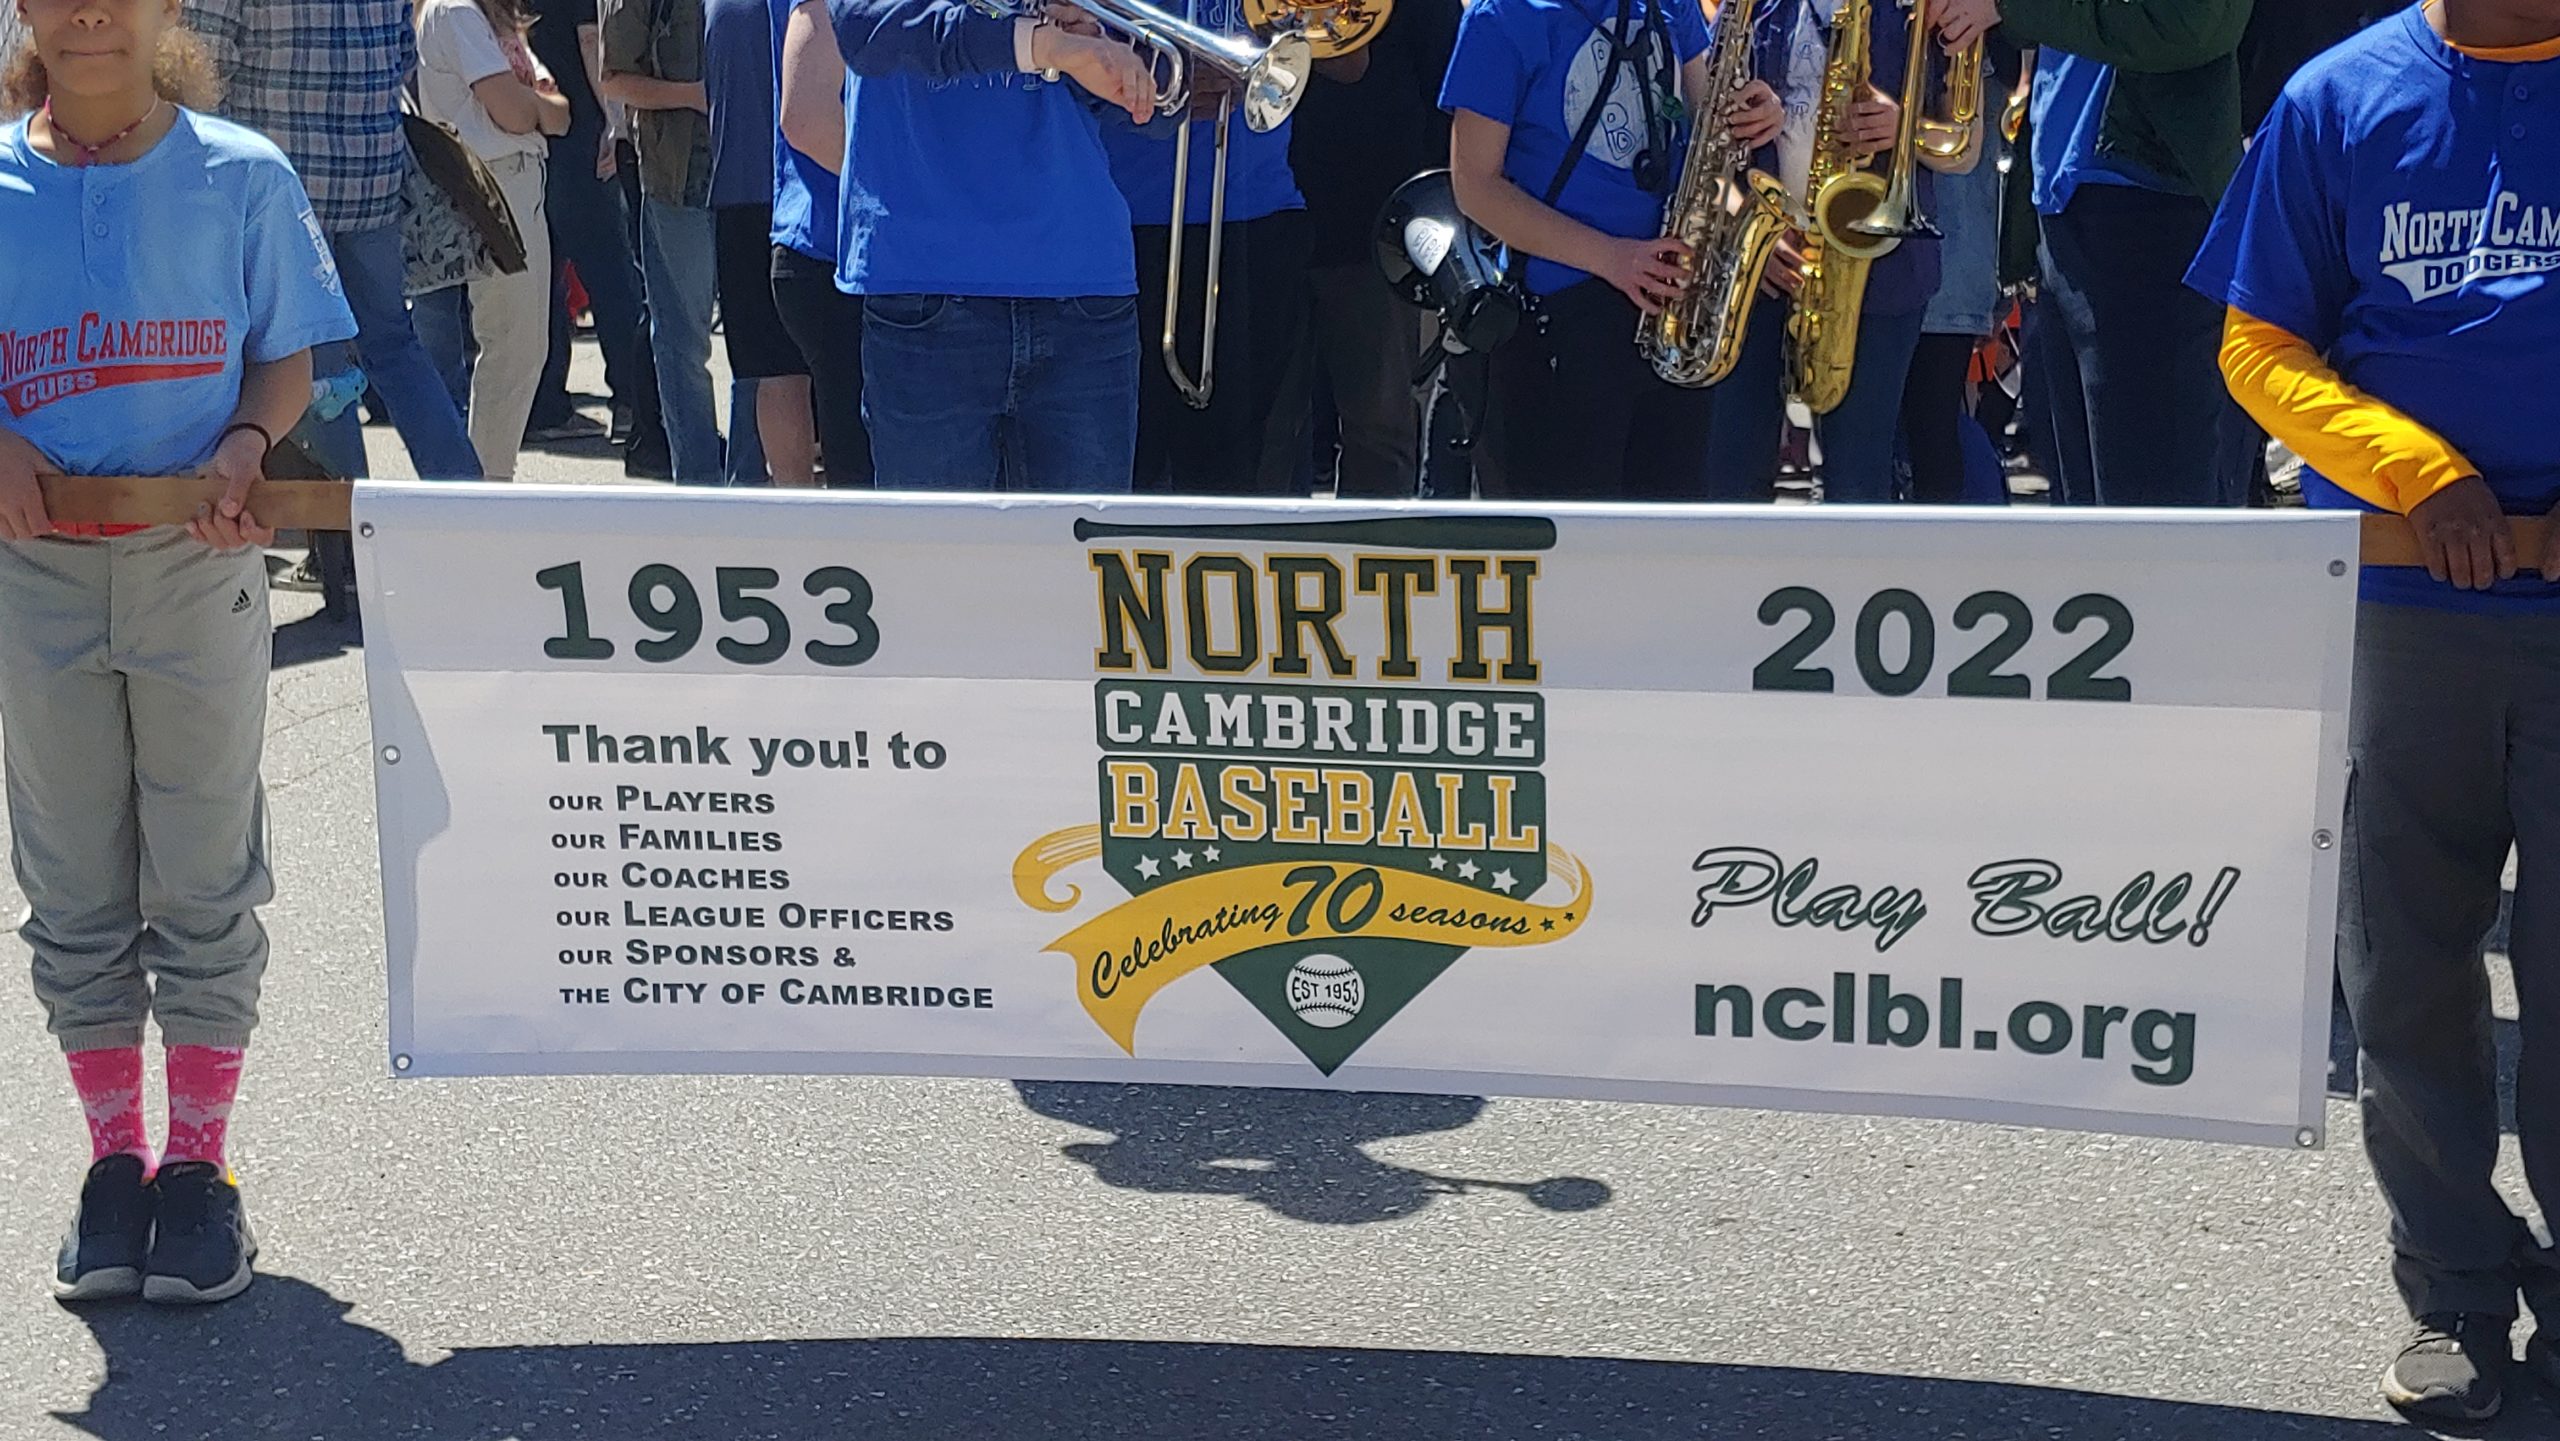 NORTH CAMBRIDGE
CUBS
NORTH CAM
DODGERS
adidas
1953
NORTH
CAMBRIDGE
BASEBALL
Celebrating 70 seasons
EST 1953
2022
Thank you! to
OUR PLAYERS
OUR FAMILIES
OUR COACHES
OUR LEAGUE OFFICERS
OUR SPONSORS &
THE CITY OF CAMBRIDGE
Play Ball!
nclbl.org